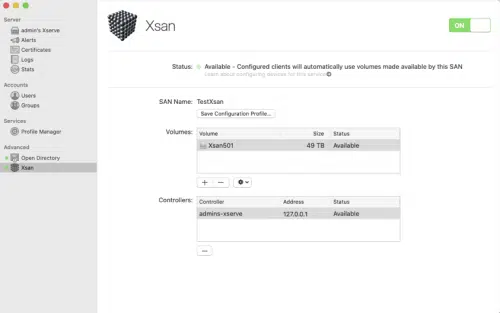 Server
admin's Xserve
Alerts
Certificates
Logs
Stats
Accounts
Users
Groups
Services
Profile Manager
Advanced
Open Directory
Xsan
Xsan
ON
Status: Available - Configured clients will automatically use volumes made available by this SAN
Learn about configuring devices for this service
SAN Name: TestXsan
Save Configuration Profile...
Volumes: Volume Size Status
Xsan501 49 TB Available
Controllers: Controller Address Status
admins-xserve 127.0.0.1 Available